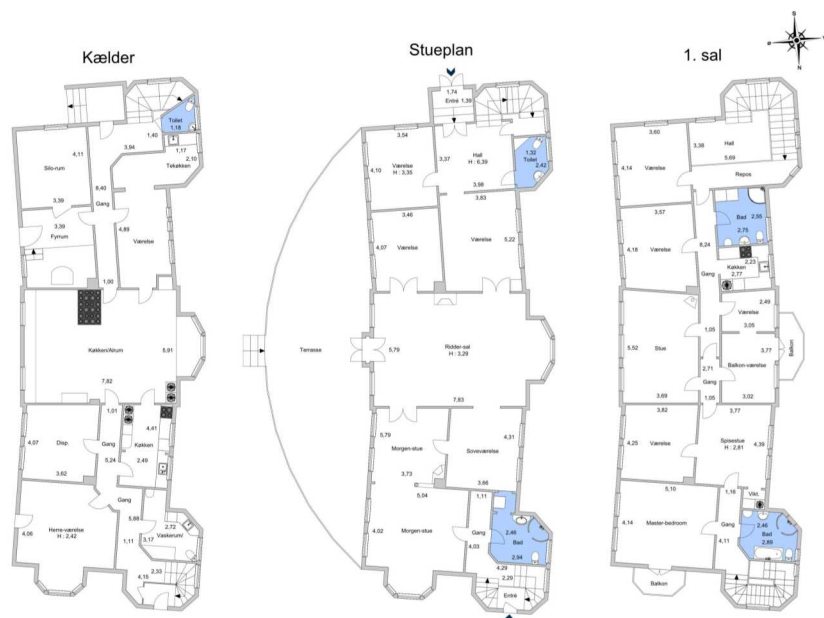 Kælder
Stueplan
1. sal
N
Toilet
1,18
1,40
3,94
1,17
2,10
Tekøkken
4,11
Silo-rum
3,39
6,40
Gang
3,39
Fyrrum
4,89
Værelse
1,90
Køkken/Alrum
5,91
7,82
1,01
4,41
4,07
Disp.
Gang
Køkken
3,62
5,24
2,49
Gang
5,68
2,72
Vaskerum/
3,17
4,06
Herre-værelse
H : 2,42
1,11
2,33
4,15
1,74
Entré
1,39
3,54
3,37
Hall
H : 6,39
1,32
Toilet
2,42
4,10
Værelse
H : 3,35
3,98
3,83
3,46
4,07
Værelse
Værelse
5,22
Terrasse
5,79
Ridder-sal
H : 3,28
7,83
5,79
4,31
Morgen-stue
Soveværelse
3,73
3,66
5,04
1,11
4,02
Morgen-stue
Gang
4,03
2,46
Bad
2,94
4,29
2,29
Entré
3,60
3,38
Hall
5,69
4,14
Værelse
Repos
3,57
Bad
2,55
2,75
4,18
Værelse
8,24
Køkken
2,23
2,77
Gang
2,49
Værelse
3,05
1,05
5,52
Stue
3,77
2,71
Balkon-værelse
Balkon
Gang
3,69
1,05
3,02
3,82
3,77
4,25
Værelse
Spisestue
H : 2,81
4,39
5,10
1,16
Vikt.
4,14
Master-bedroom
Gang
4,11
2,46
Bad
2,89
Balkon